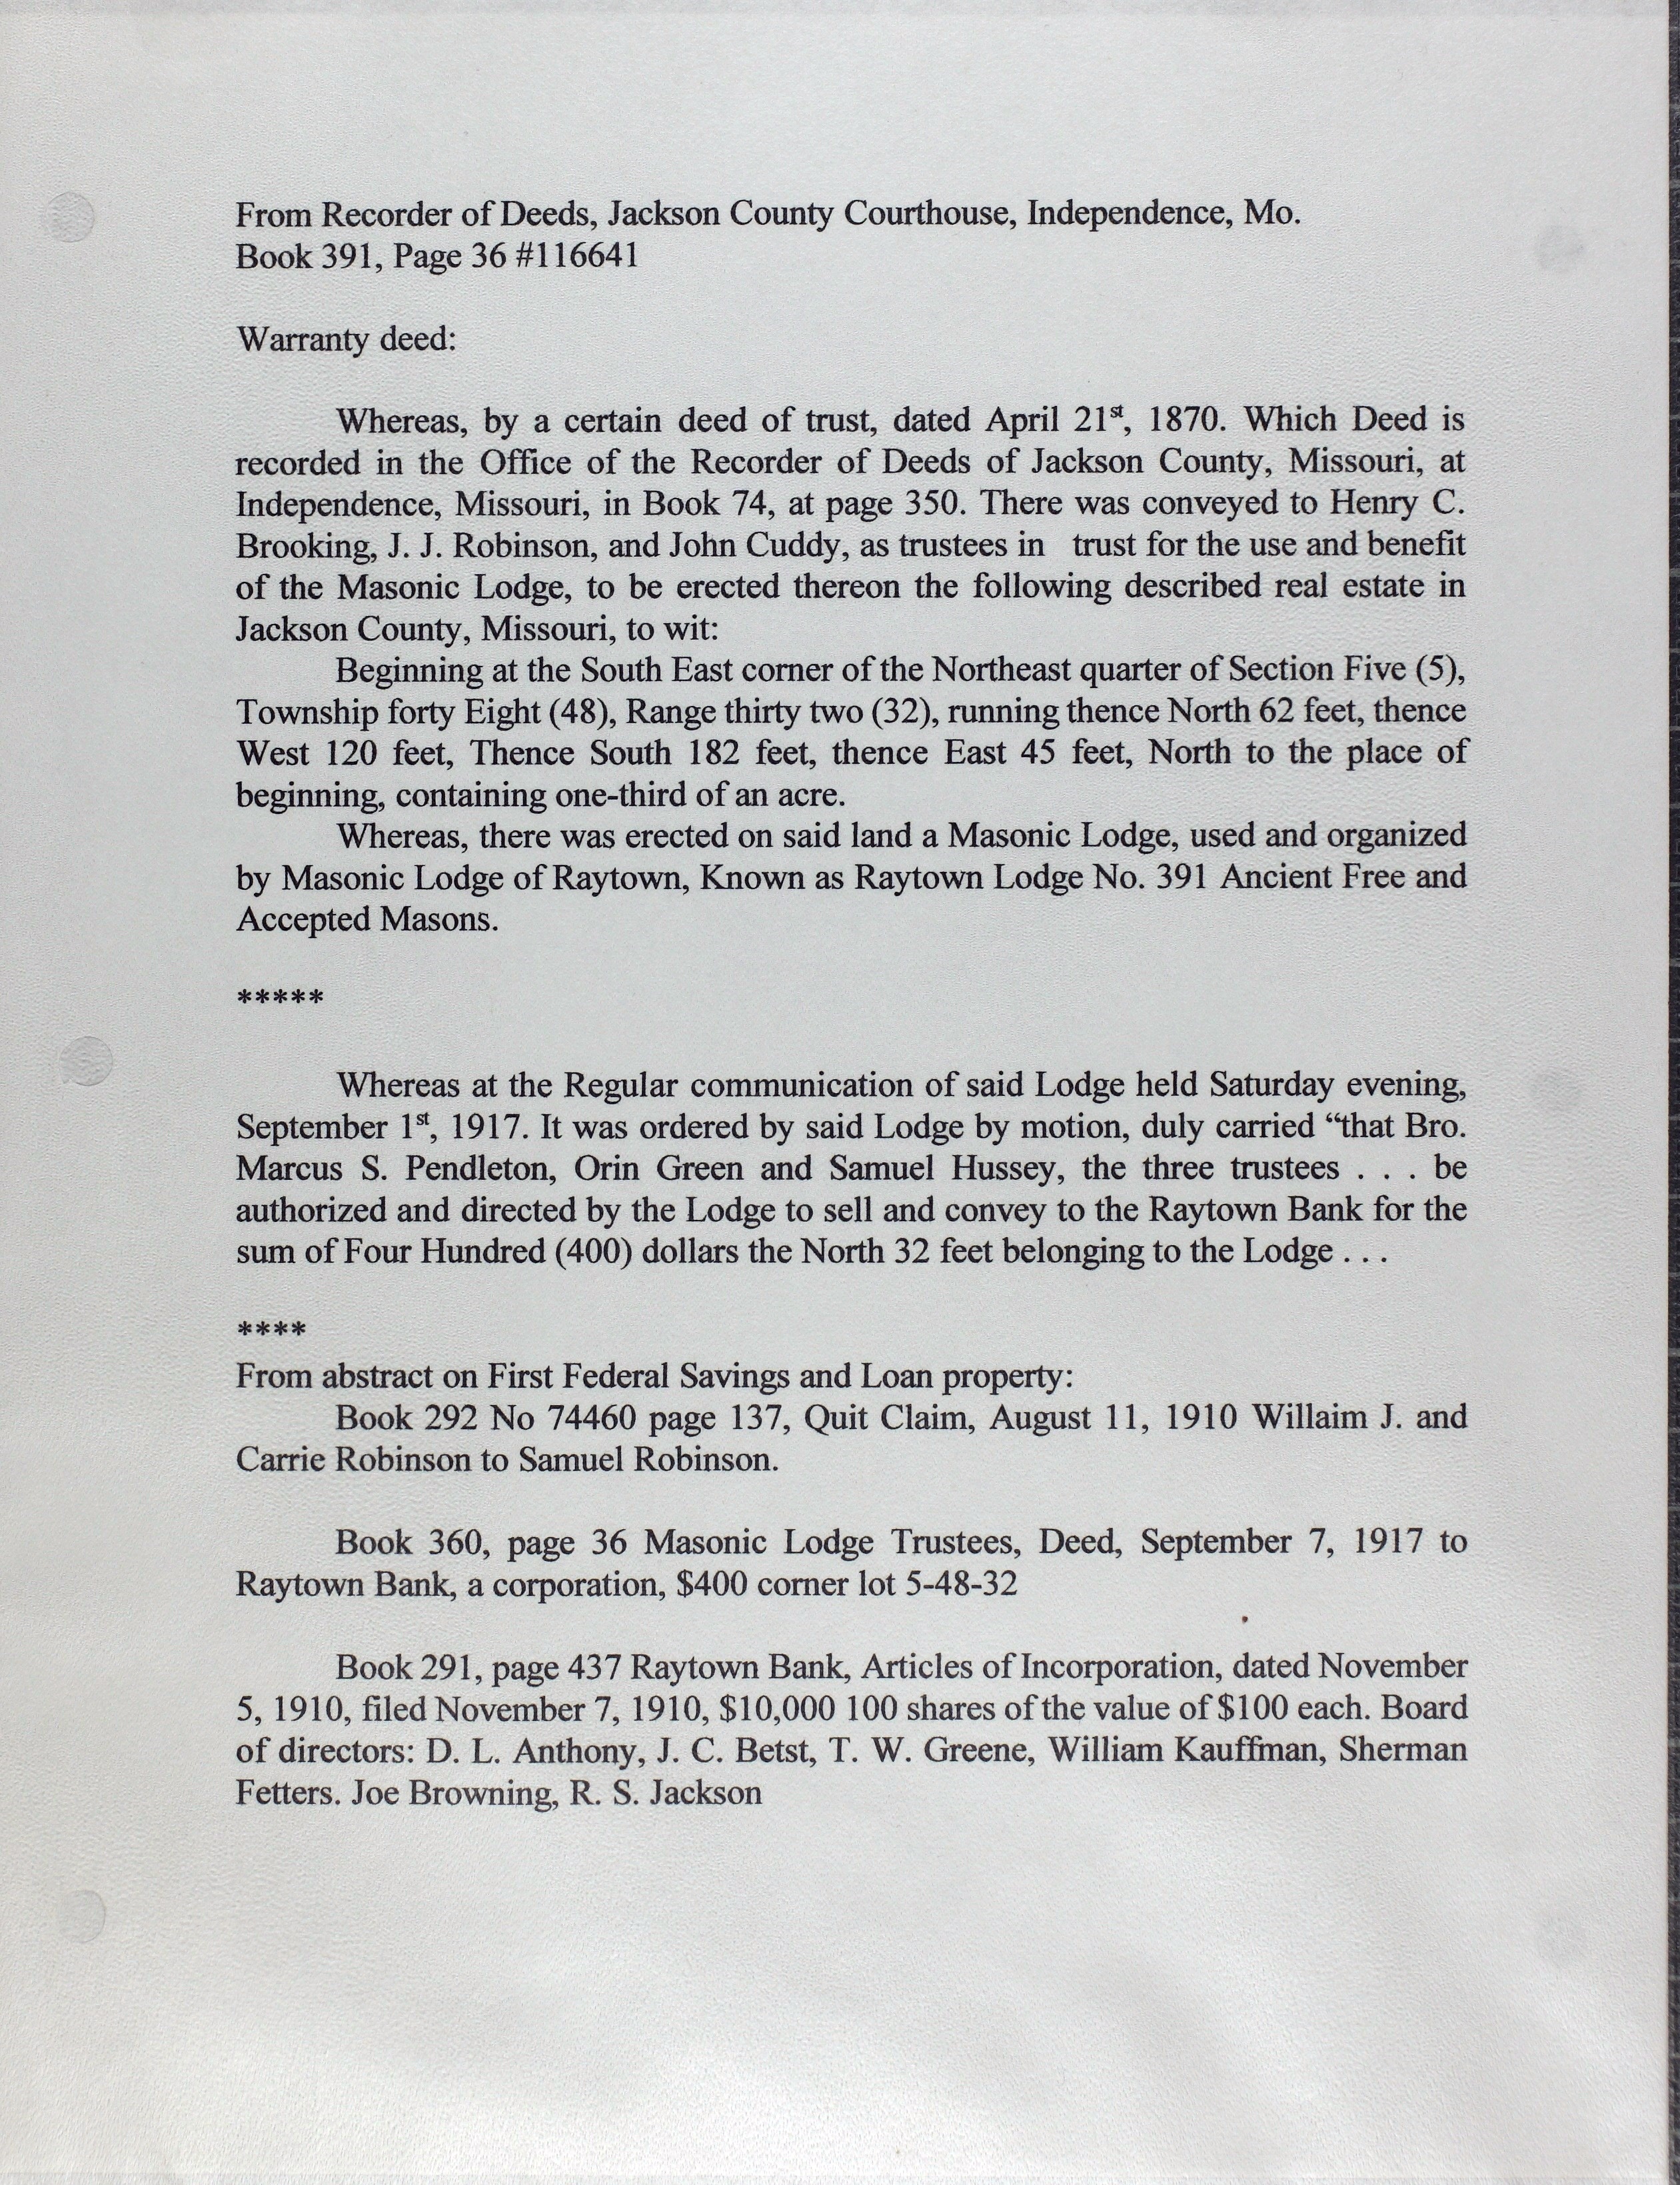 From Recorder of Deeds, Jackson County Courthouse, Independence, Mo.
Book 391, Page 36 #116641
Warranty deed:
Whereas, by a certain deed of trust, dated April 21st, 1870. Which Deed is
recorded in the Office of the Recorder of Deeds of Jackson County, Missouri, at
Independence, Missouri, in Book 74, at page 350. There was conveyed to Henry C.
Brooking, J. J. Robinson, and John Cuddy, as trustees in trust for the use and benefit
of the Masonic Lodge, to be erected thereon the following described real estate in
Jackson County, Missouri, to wit:
Beginning at the South East corner of the Northeast quarter of Section Five (5),
Township forty Eight (48), Range thirty two (32), running thence North 62 feet, thence
West 120 feet, Thence South 182 feet, thence East 45 feet, North to the place of
beginning, containing one-third of an acre.
Whereas, there was erected on said land a Masonic Lodge, used and organized
by Masonic Lodge of Raytown, Known as Raytown Lodge No. 391 Ancient Free and
Accepted Masons.
*****
Whereas at the Regular communication of said Lodge held Saturday evening,
September 1st, 1917. It was ordered by said Lodge by motion, duly carried “that Bro.
Marcus S. Pendleton, Orin Green and Samuel Hussey, the three trustees . . . be
authorized and directed by the Lodge to sell and convey to the Raytown Bank for the
sum of Four Hundred (400) dollars the North 32 feet belonging to the Lodge . . .
****
From abstract on First Federal Savings and Loan property:
Book 292 No 74460 page 137, Quit Claim, August 11, 1910 Willaim J. and
Carrie Robinson to Samuel Robinson.
Book 360, page 36 Masonic Lodge Trustees, Deed, September 7, 1917 to
Raytown Bank, a corporation, $400 corner lot 5-48-32
Book 291, page 437 Raytown Bank, Articles of Incorporation, dated November
5, 1910, filed November 7, 1910, $10,000 100 shares of the value of $100 each. Board
of directors: D. L. Anthony, J. C. Betst, T. W. Greene, William Kauffman, Sherman
Fetters. Joe Browning, R. S. Jackson